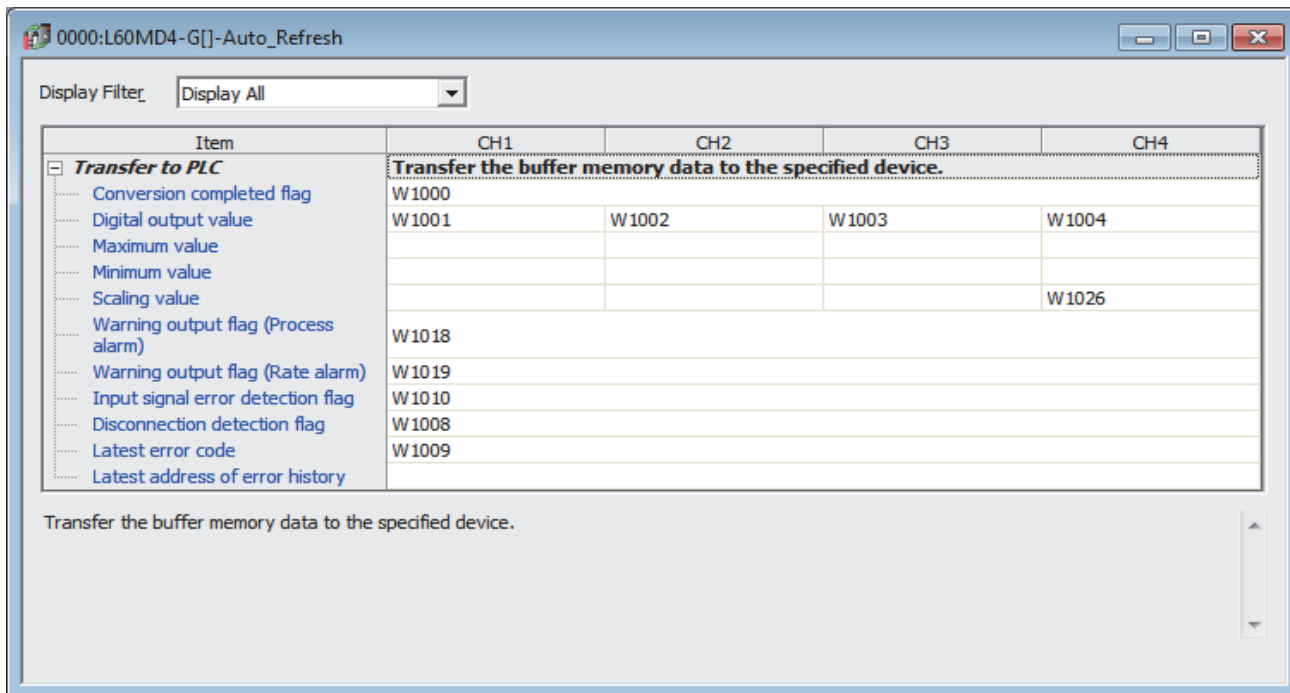 0000:L60MD4-G[]-Auto_Refresh
Display Filter Display All
Item CH1 CH2 CH3 CH4
Transfer to PLC Transfer the buffer memory data to the specified device.
Conversion completed flag W1000
Digital output value W1001 W1002 W1003 W1004
Maximum value
Minimum value
Scaling value W1026
Warning output flag (Process
alarm) W1018
Warning output flag (Rate alarm) W1019
Input signal error detection flag W1010
Disconnection detection flag W1008
Latest error code W1009
Latest address of error history
Transfer the buffer memory data to the specified device.